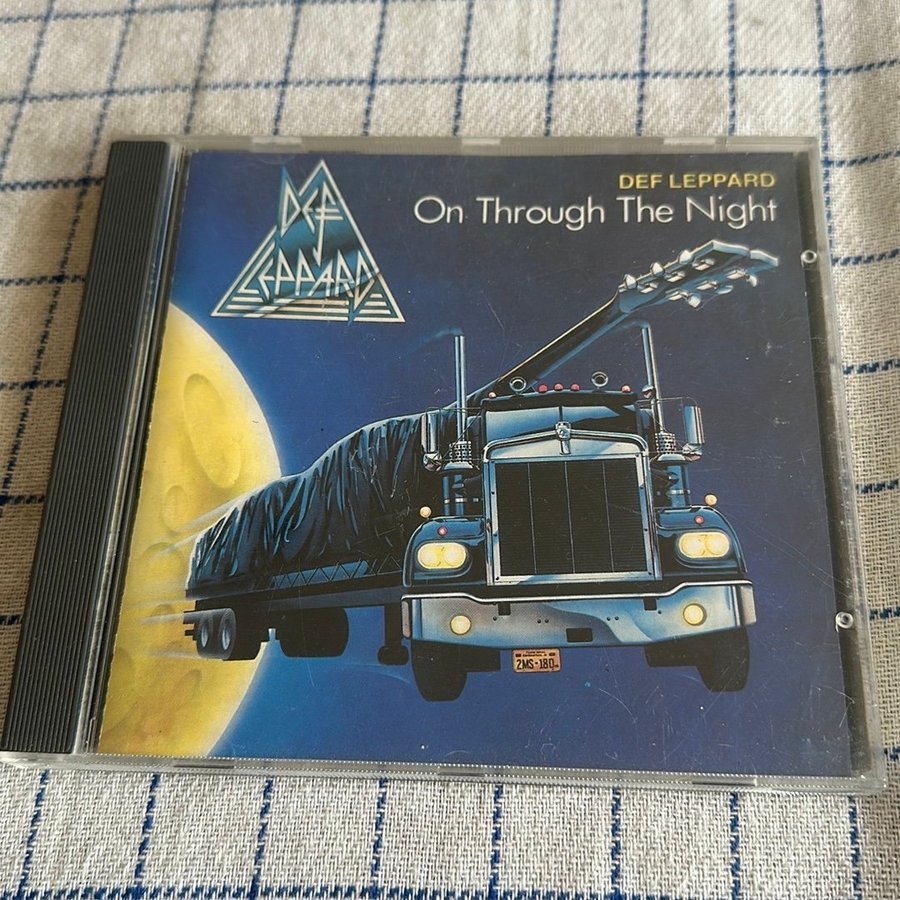 DEF LEPPARD
On Through The Night
DEF
LEPPARD
2MS-180